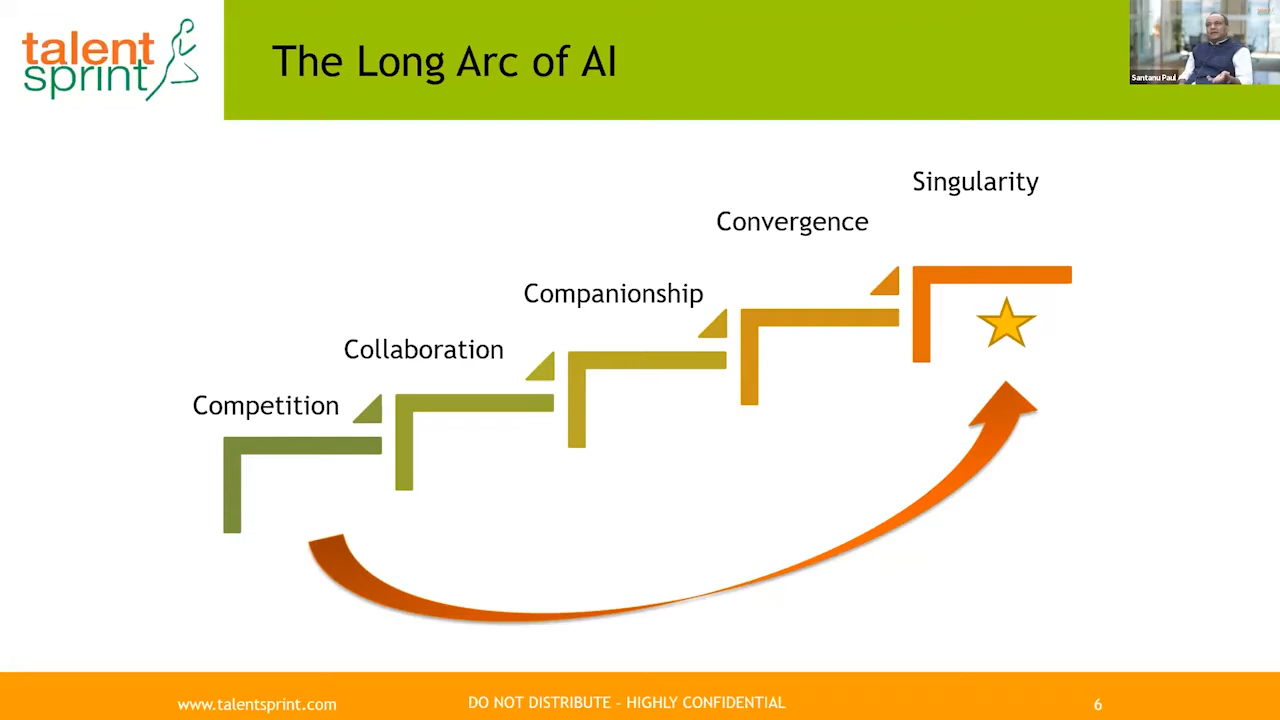 talent
sprint
The Long Arc of AI
Santanu Paul
Singularity
Convergence
Companionship
Collaboration
Competition
www.talentsprint.com
DO NOT DISTRIBUTE - HIGHLY CONFIDENTIAL
6